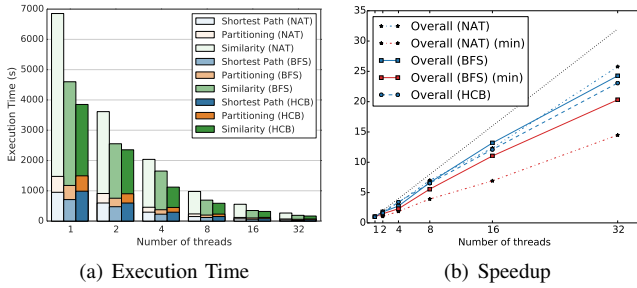 7000
6000
5000
4000
3000
2000
1000
0
Execution Time (s)
1
2
4
8
16
32
Number of threads
Shortest Path (NAT)
Partitioning (NAT)
Similarity (NAT)
Shortest Path (BFS)
Partitioning (BFS)
Similarity (BFS)
Shortest Path (HCB)
Partitioning (HCB)
Similarity (HCB)
(a) Execution Time
35
30
25
20
15
10
5
0
1 2 4 8 16 32
Number of threads
Overall (NAT)
Overall (NAT) (min)
Overall (BFS)
Overall (BFS) (min)
Overall (HCB)
(b) Speedup